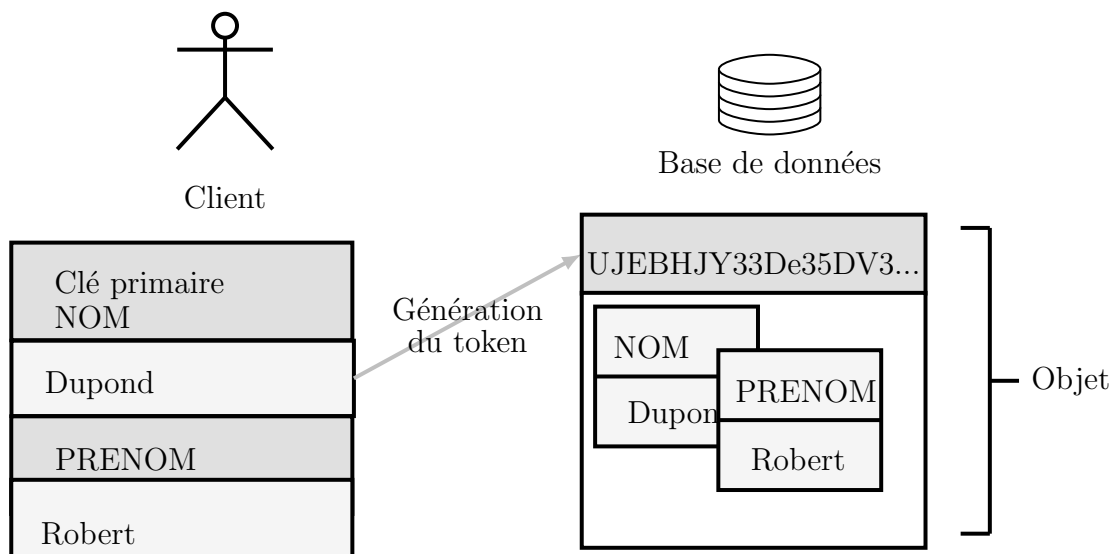 Client
Base de données
Clé primaire
NOM
Dupond
PRENOM
Robert
Génération
du token
UJEBHJY33De35DV3...
NOM
Dupon
PRENOM
Robert
Objet